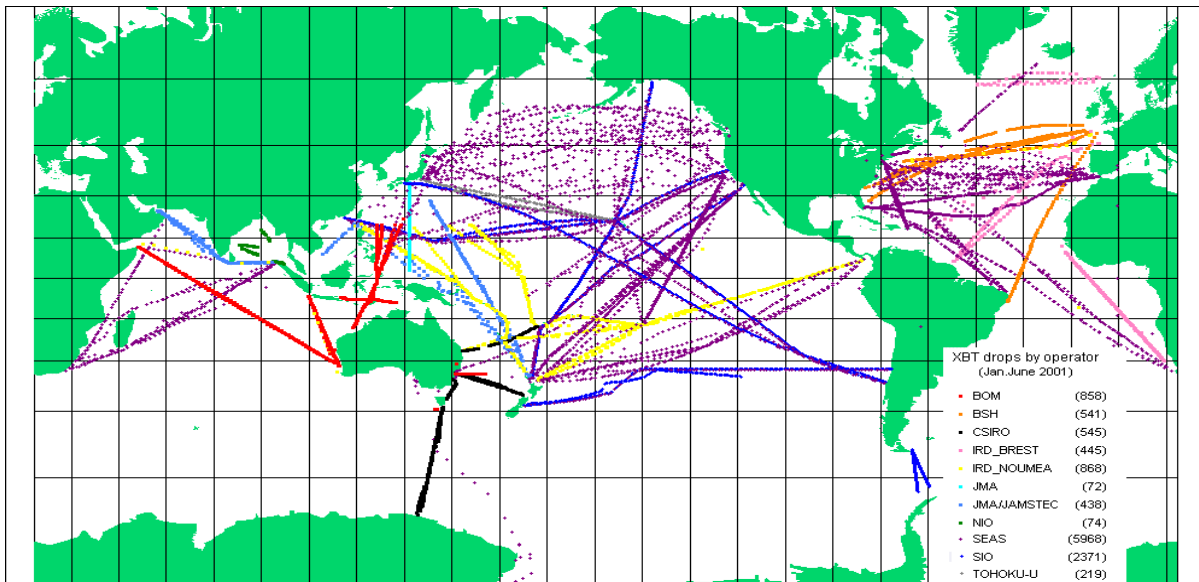 XBT drops by operator
(Jan.June 2001)
BOM (858)
BSH (541)
CSIRO (545)
IRD_BREST (445)
IRD_NOUMEA (868)
JMA (72)
JMA/JAMSTEC (438)
NIO (74)
SEAS (5968)
SIO (2371)
TOHOKU-U (219)